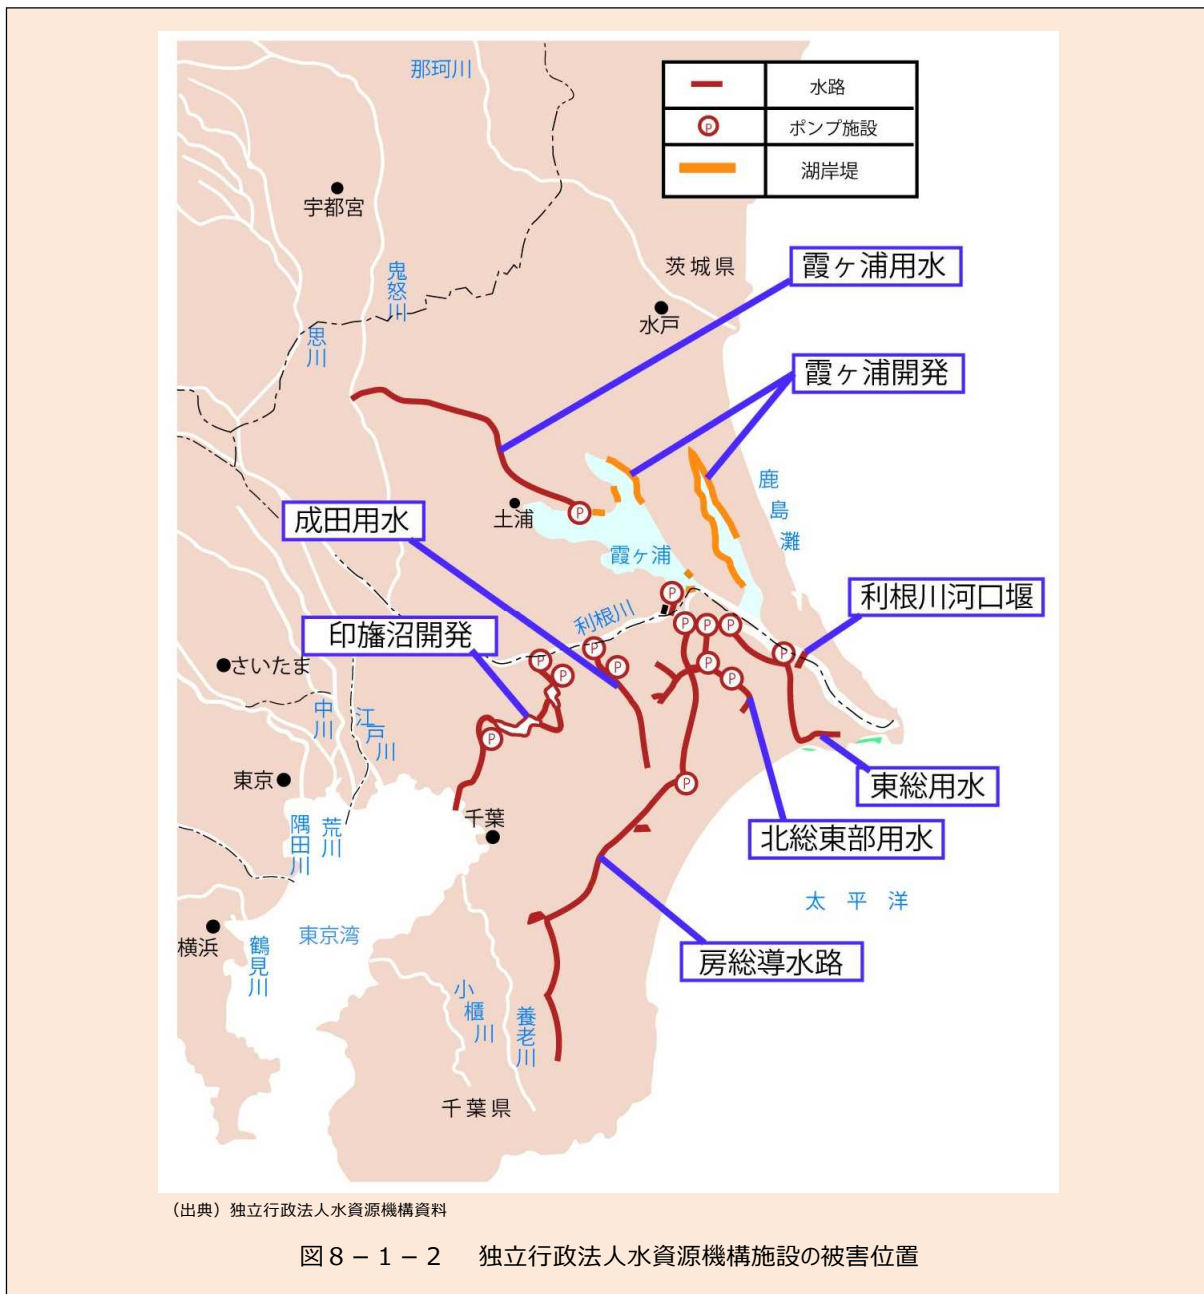 那珂川
水路
P
ポンプ施設
湖岸堤
宇都宮
茨城県
霞ヶ浦用水
鬼怒川
水戸
思川
霞ヶ浦開発
鹿島灘
成田用水
土浦
P
霞ヶ浦
利根川河口堰
P
利根川
印旛沼開発
P
P
P
P
P
P
P
P
P
P
P
さいたま
中川
江戸川
P
東総用水
東京
P
千葉
隅田川
荒川
北総東部用水
太平洋
横浜
鶴見川
東京湾
房総導水路
小櫃川
養老川
千葉県
（出典）独立行政法人水資源機構資料
図８－１－２　独立行政法人水資源機構施設の被害位置